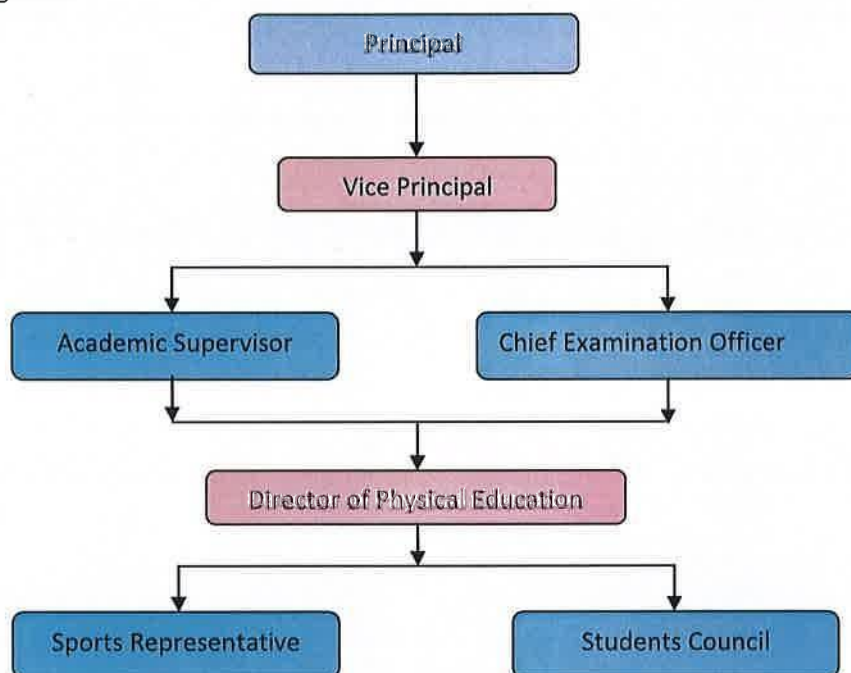 Principal
Vice Principal
Academic Supervisor
Chief Examination Officer
Director of Physical Education
Sports Representative
Students Council